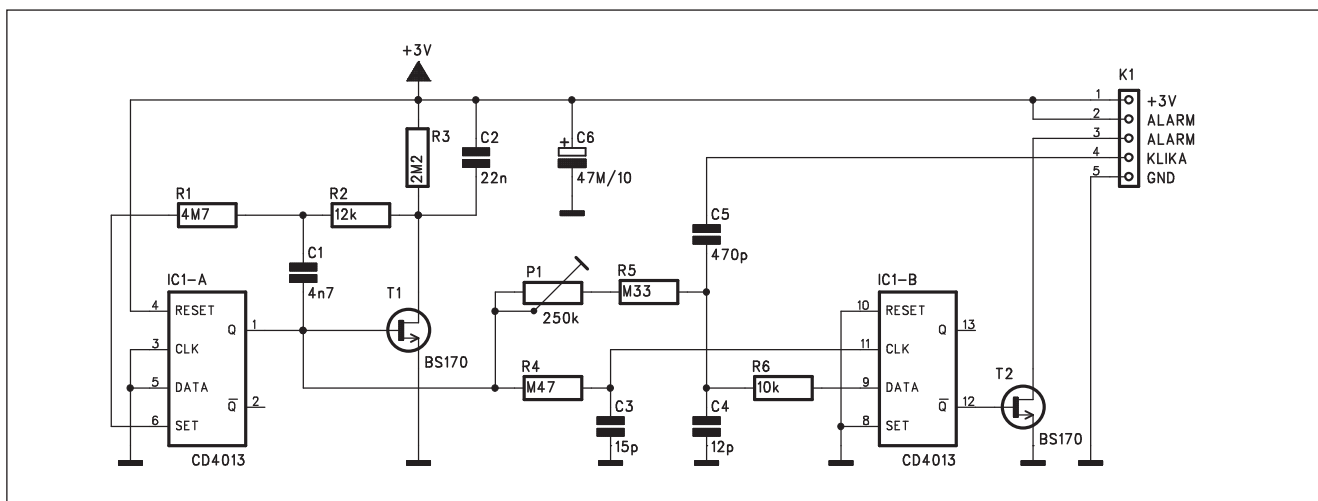 +3V
K1
1 +3V
2 ALARM
3 ALARM
4 KLIKA
5 GND
R3
2M2
C2
22n
C6
+
47M/10
R1
4M7
R2
12k
C1
4n7
C5
470p
IC1-A
4 RESET
3 CLK
5 DATA
6 SET
Q 1
Q 2
CD4013
T1
BS170
P1
250k
R5
M33
R4
M47
C3
15p
C4
12p
R6
10k
IC1-B
10 RESET
11 CLK
9 DATA
8 SET
Q 13
Q 12
CD4013
T2
BS170